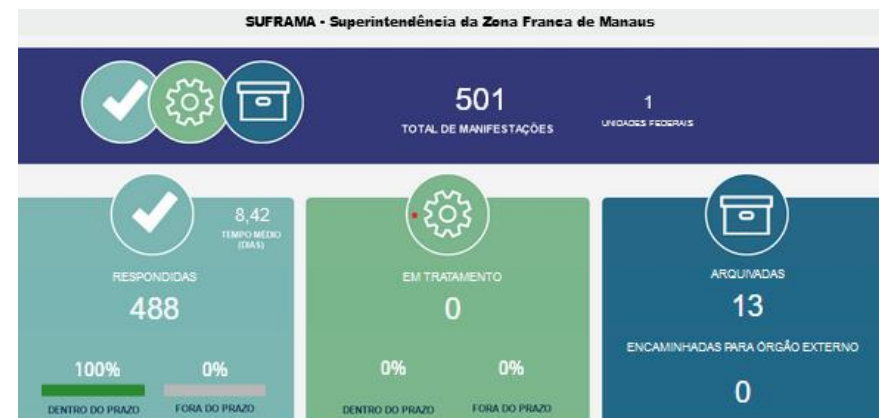 SUFRAMA - Superintendência da Zona Franca de Manaus
501
TOTAL DE MANIFESTAÇÕES
1
UNIDADES FEDERAIS
8,42
TEMPO MÉDIO
(DIAS)
RESPONDIDAS
488
100%
DENTRO DO PRAZO
0%
FORA DO PRAZO
EM TRATAMENTO
0
0%
DENTRO DO PRAZO
0%
FORA DO PRAZO
ARQUIVADAS
13
ENCAMINHADAS PARA ÓRGÃO EXTERNO
0